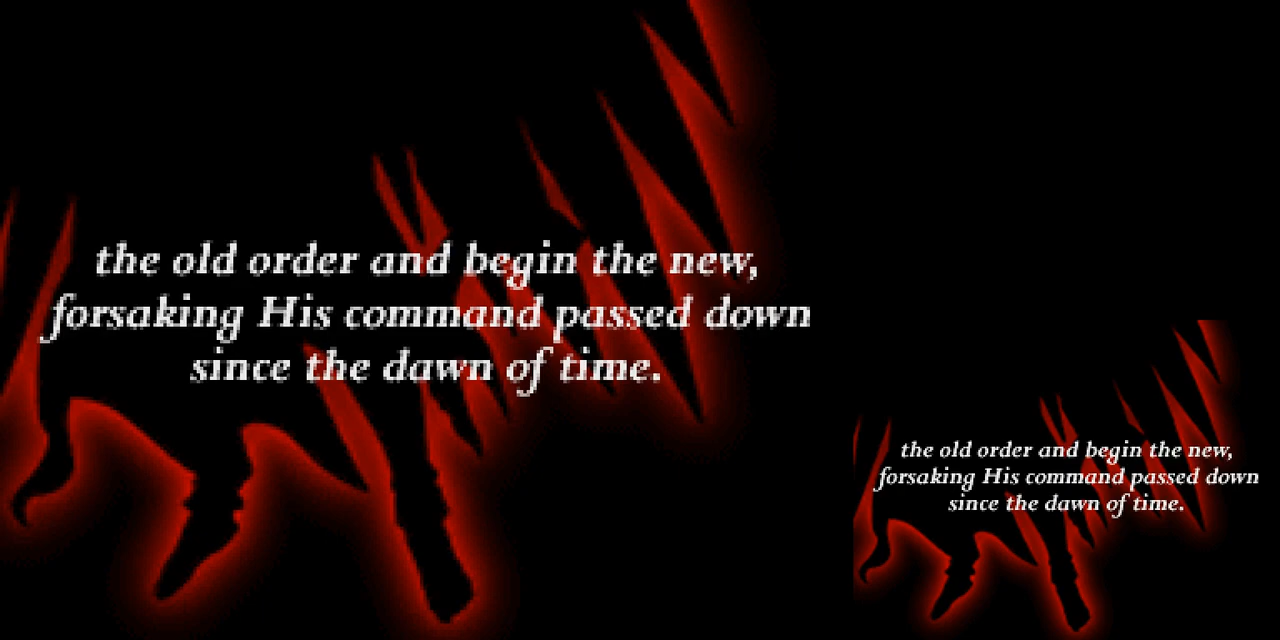 the old order and begin the new,
forsaking His command passed down
since the dawn of time.
the old order and begin the new,
forsaking His command passed down
since the dawn of time.